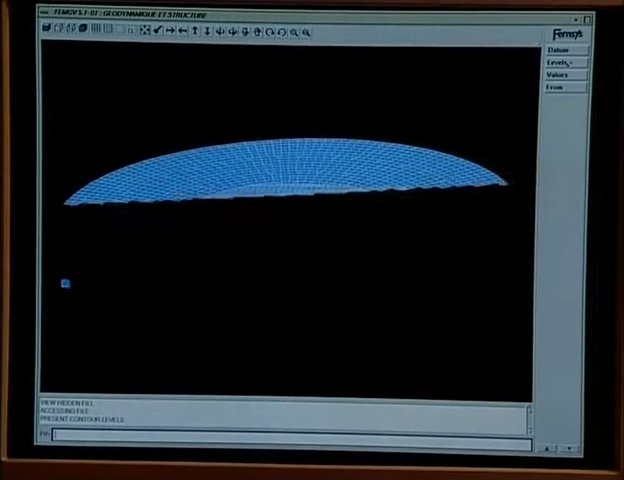 FEMGV 5.1-01 : GEODYNAMIQUE ET STRUCTURE
Femsys
Datum
Levels
Values
From
VIEW HIDDEN FILL
ACCESSING FILE
PRESENT CONTOUR LEVELS